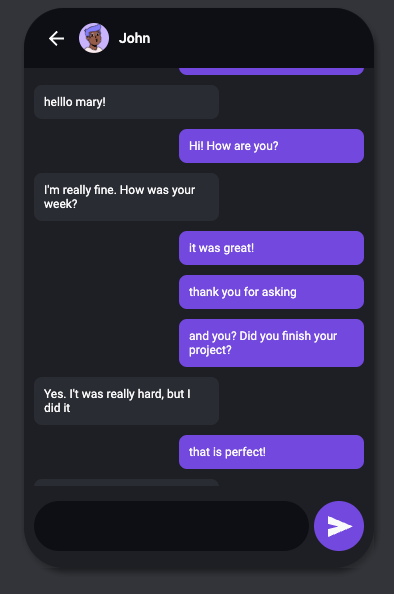 John
helllo mary!
Hi! How are you?
I'm really fine. How was your
week?
it was great!
thank you for asking
and you? Did you finish your
project?
Yes. I't was really hard, but I
did it
that is perfect!